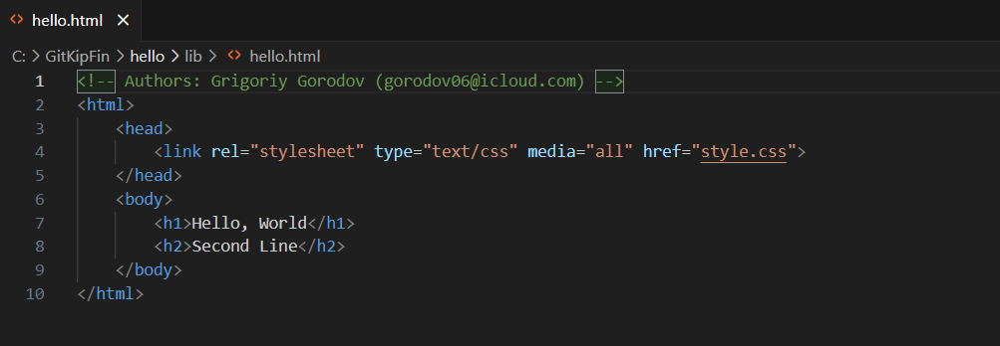 <> hello.html ×
C: > GitKipFin > hello > lib > <> hello.html
1 <!-- Authors: Grigoriy Gorodov (gorodov06@icloud.com) -->
2 <html>
3     <head>
4         <link rel="stylesheet" type="text/css" media="all" href="style.css">
5     </head>
6     <body>
7         <h1>Hello, World</h1>
8         <h2>Second Line</h2>
9     </body>
10 </html>